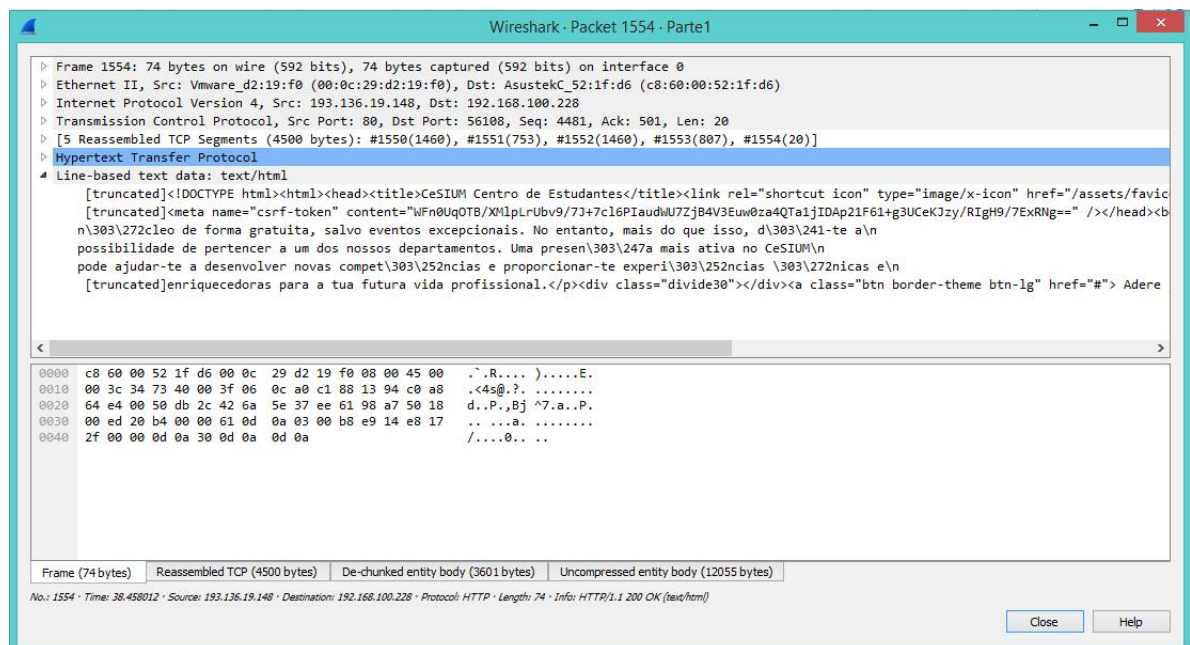 Wireshark · Packet 1554 · Parte1
Frame 1554: 74 bytes on wire (592 bits), 74 bytes captured (592 bits) on interface 0
Ethernet II, Src: Vmware_d2:19:f0 (00:0c:29:d2:19:f0), Dst: AsustekC_52:1f:d6 (c8:60:00:52:1f:d6)
Internet Protocol Version 4, Src: 193.136.19.148, Dst: 192.168.100.228
Transmission Control Protocol, Src Port: 80, Dst Port: 56108, Seq: 4481, Ack: 501, Len: 20
[5 Reassembled TCP Segments (4500 bytes): #1550(1460), #1551(753), #1552(1460), #1553(807), #1554(20)]
Hypertext Transfer Protocol
Line-based text data: text/html
[truncated]<!DOCTYPE html><html><head><title>CeSIUM Centro de Estudantes</title><link rel="shortcut icon" type="image/x-icon" href="/assets/favic
[truncated]<meta name="csrf-token" content="WFn0UqOTB/XMlpLrUbv9/7J+7cl6PIaudWU7ZjB4V3Euw0za4QTa1jIDAp21F61+g3UCeKJzy/RIgH9/7ExRNg==" /></head><b
n\303\272cleo de forma gratuita, salvo eventos excepcionais. No entanto, mais do que isso, d\303\241-te a\n
possibilidade de pertencer a um dos nossos departamentos. Uma presen\303\247a mais ativa no CeSIUM\n
pode ajudar-te a desenvolver novas compet\303\252ncias e proporcionar-te experi\303\252ncias \303\272nicas e\n
[truncated]enriquecedoras para a tua futura vida profissional.</p><div class="divide30"></div><a class="btn border-theme btn-lg" href="#"> Adere
0000 c8 60 00 52 1f d6 00 0c 29 d2 19 f0 08 00 45 00 .`.R.... ).....E.
0010 00 3c 34 73 40 00 3f 06 0c a0 c1 88 13 94 c0 a8 .<4s@.?. ........
0020 64 e4 00 50 db 2c 42 6a 5e 37 ee 61 98 a7 50 18 d..P.,Bj ^7.a..P.
0030 00 ed 20 b4 00 00 61 0d 0a 03 00 b8 e9 14 e8 17 .. ...a. ........
0040 2f 00 00 0d 0a 30 0d 0a 0d 0a /....0.. ..
Frame (74 bytes) Reassembled TCP (4500 bytes) De-chunked entity body (3601 bytes) Uncompressed entity body (12055 bytes)
No.: 1554 · Time: 38.458012 · Source: 193.136.19.148 · Destination: 192.168.100.228 · Protocol: HTTP · Length: 74 · Info: HTTP/1.1 200 OK (text/html)
Close Help